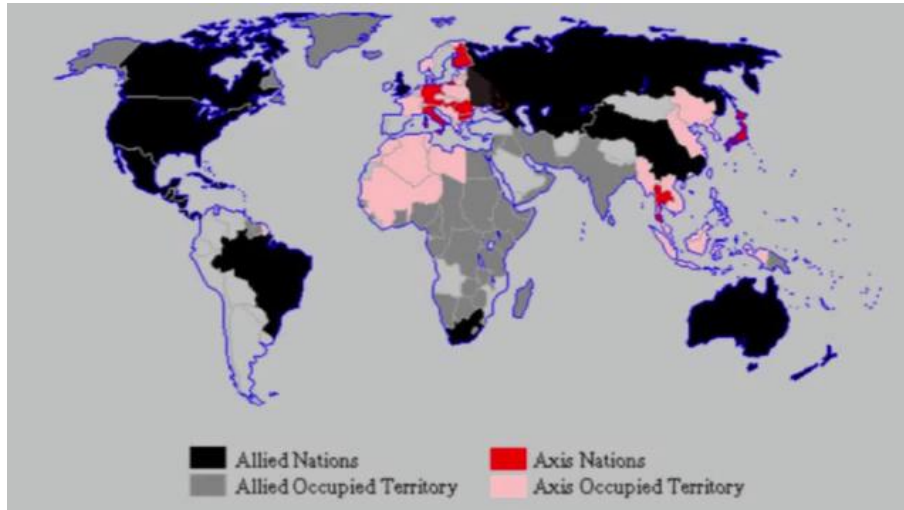 Allied Nations
Axis Nations
Allied Occupied Territory
Axis Occupied Territory